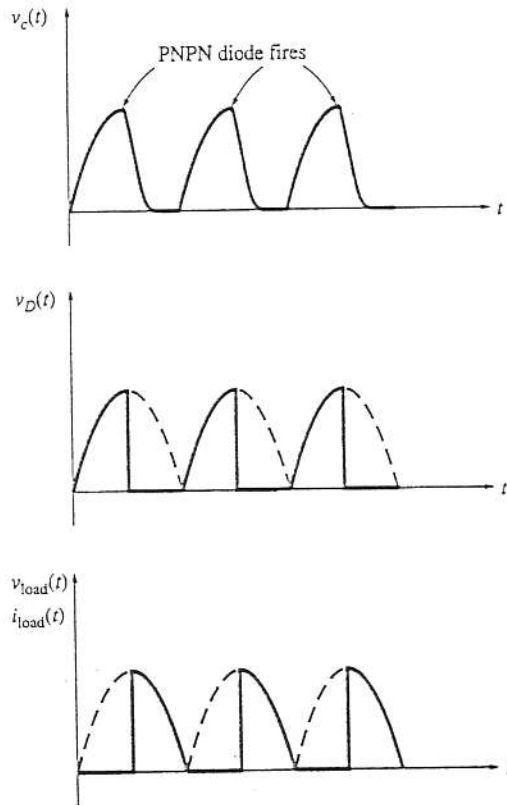 v_c(t)
PNPN diode fires
t
v_D(t)
t
v_load(t)
i_load(t)